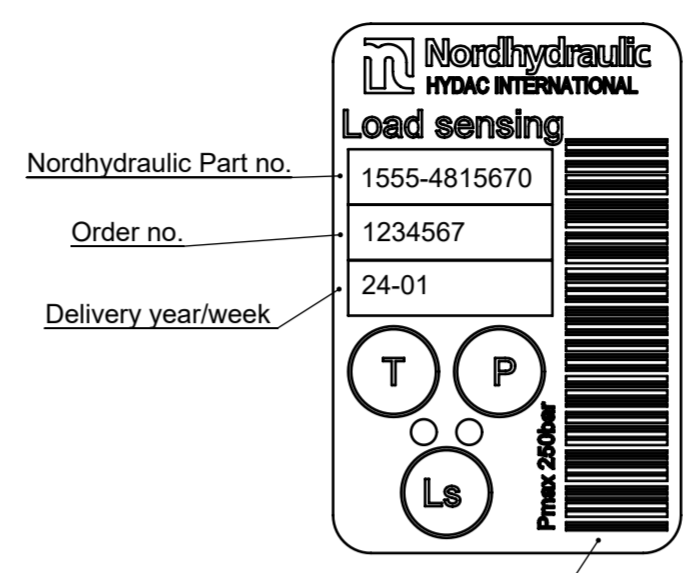 Nordhydraulic
HYDAC INTERNATIONAL
Load sensing
Nordhydraulic Part no.
1555-4815670
Order no.
1234567
Delivery year/week
24-01
T
P
Ls
Pmax 250bar